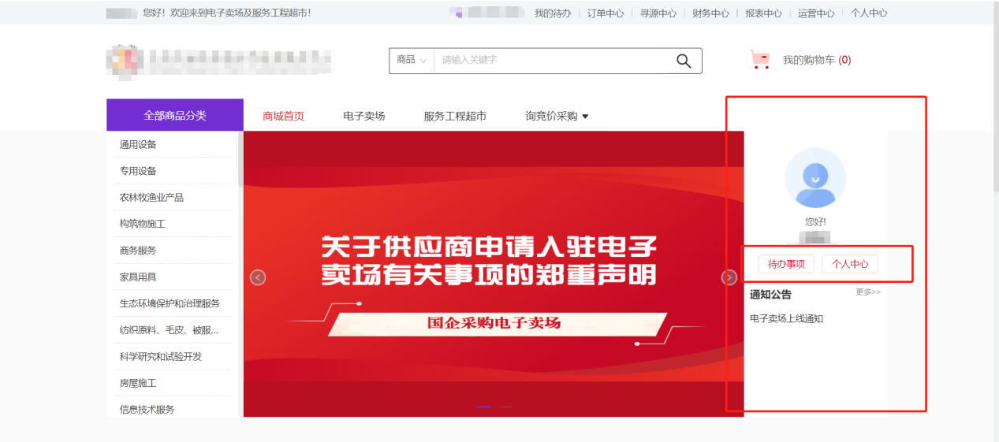 您好！欢迎来到电子卖场及服务工程超市！
我的待办 订单中心 寻源中心 财务中心 报表中心 运营中心 个人中心
商品 请输入关键字
我的购物车 (0)
全部商品分类 商城首页 电子卖场 服务工程超市 询竞价采购
通用设备
专用设备
农林牧渔业产品
构筑物施工
商务服务
家具用具
生态环境保护和治理服务
纺织原料、毛皮、被服...
科学研究和试验开发
房屋施工
信息技术服务
关于供应商申请入驻电子
卖场有关事项的郑重声明
国企采购电子卖场
您好!
待办事项 个人中心
通知公告 更多>>
电子卖场上线通知